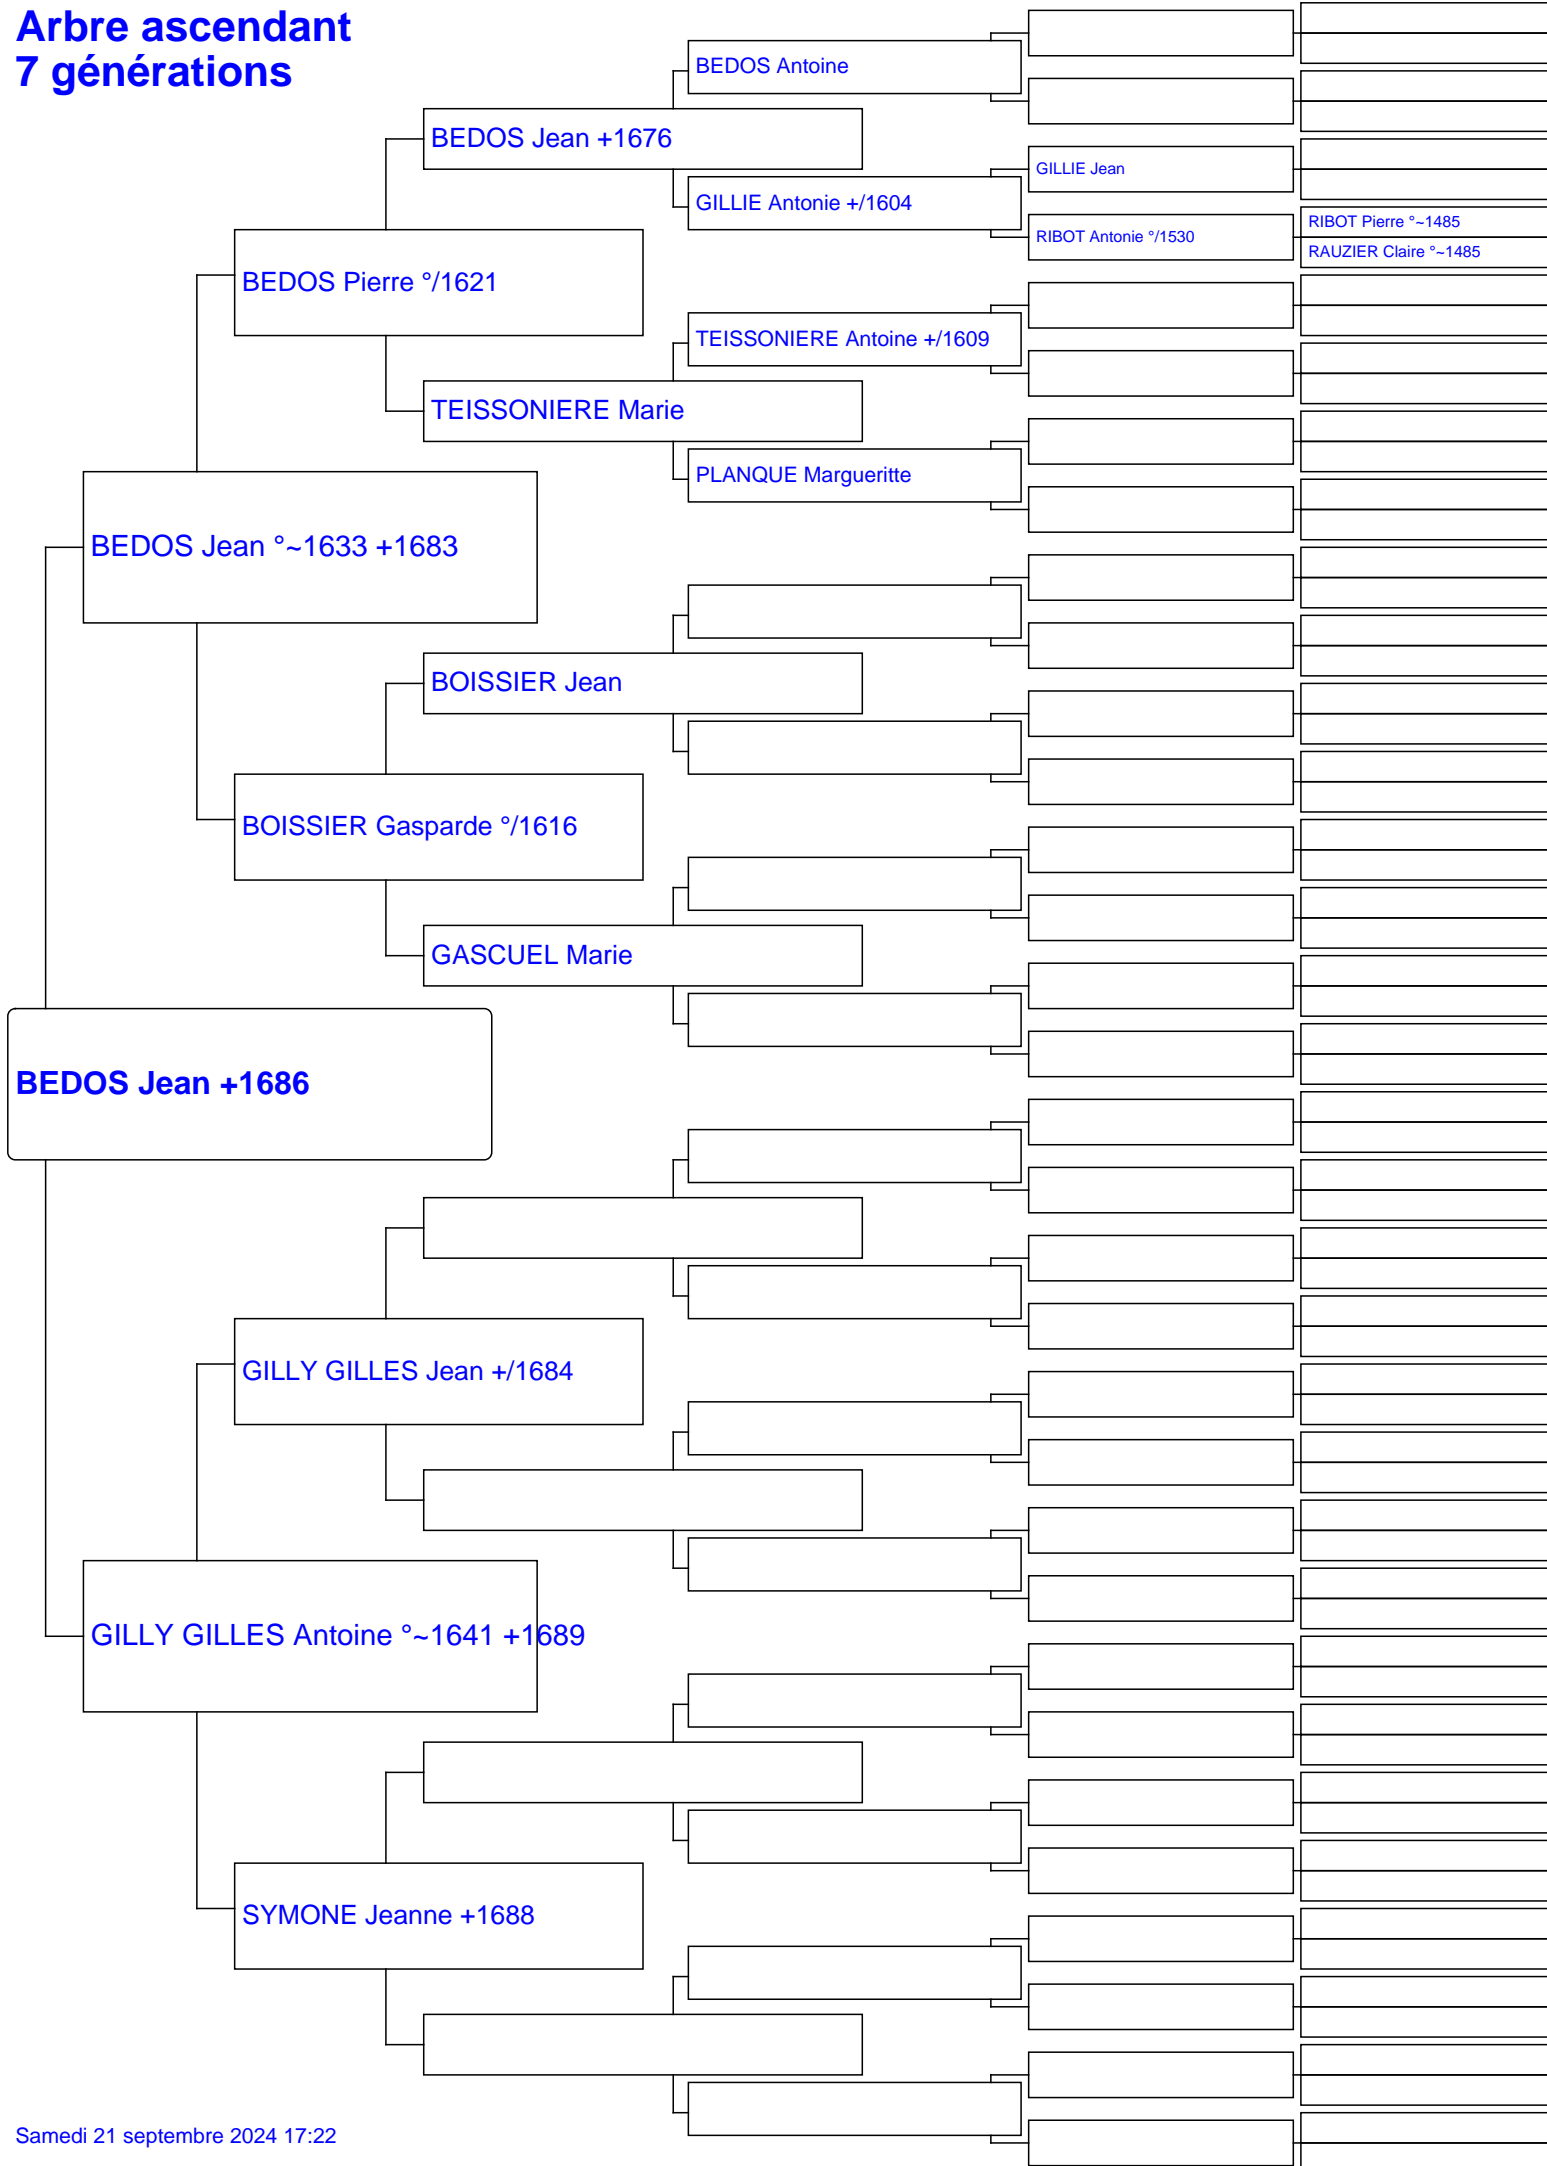 Arbre ascendant
7 générations
BEDOS Antoine
BEDOS Jean +1676
GILLIE Jean
GILLIE Antonie +/1604
RIBOT Pierre °~1485
RIBOT Antonie °/1530
RAUZIER Claire °~1485
BEDOS Pierre °/1621
TEISSONIERE Antoine +/1609
TEISSONIERE Marie
PLANQUE Margueritte
BEDOS Jean °~1633 +1683
BOISSIER Jean
BOISSIER Gasparde °/1616
GASCUEL Marie
BEDOS Jean +1686
GILLY GILLES Jean +/1684
GILLY GILLES Antoine °~1641 +1689
SYMONE Jeanne +1688
Samedi 21 septembre 2024 17:22